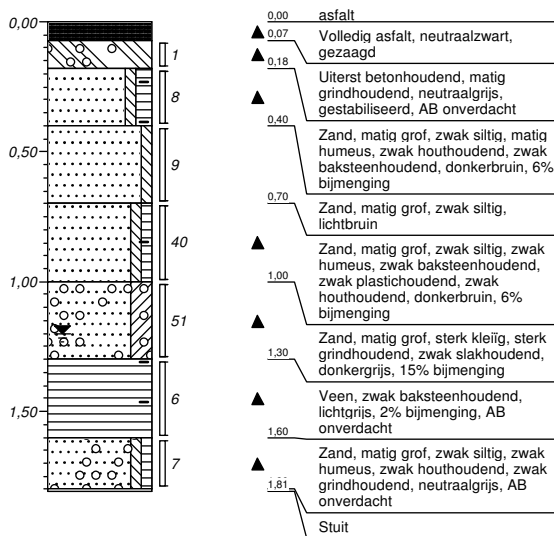 0,00
0,50
1,00
1,50
1
8
9
40
51
6
7
0,00 asfalt
0,07 Volledig asfalt, neutraalzwart,
gezaagd
0,18 Uiterst betonhoudend, matig
grindhoudend, neutraalgrijs,
gestabiliseerd, AB onverdacht
0,40 Zand, matig grof, zwak siltig, matig
humeus, zwak houthoudend, zwak
baksteenhoudend, donkerbruin, 6%
bijmenging
0,70 Zand, matig grof, zwak siltig,
lichtbruin
1,00 Zand, matig grof, zwak siltig, zwak
humeus, zwak baksteenhoudend,
zwak plastichoudend, zwak
houthoudend, donkerbruin, 6%
bijmenging
1,30 Zand, matig grof, sterk kleiïg, sterk
grindhoudend, zwak slakhoudend,
donkergrijs, 15% bijmenging
1,60 Veen, zwak baksteenhoudend,
lichtgrijs, 2% bijmenging, AB
onverdacht
1,81 Zand, matig grof, zwak siltig, zwak
humeus, zwak houthoudend, zwak
grindhoudend, neutraalgrijs, AB
onverdacht
Stuit